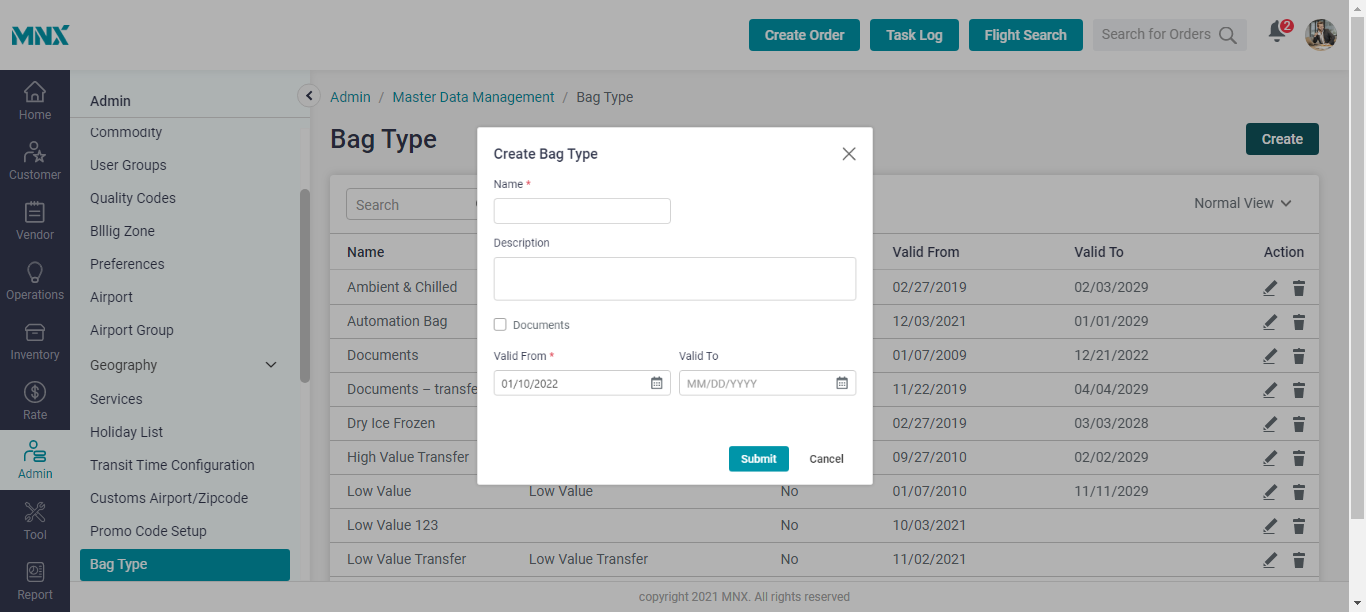 MNX
Create Order
Task Log
Flight Search
Search for Orders
2
Home
Customer
Vendor
Operations
Inventory
Rate
Admin
Tool
Report
Admin
Commodity
User Groups
Quality Codes
Blllig Zone
Preferences
Airport
Airport Group
Geography
Services
Holiday List
Transit Time Configuration
Customs Airport/Zipcode
Promo Code Setup
Bag Type
Admin / Master Data Management / Bag Type
Bag Type
Create
Search
Normal View
Name Valid From Valid To Action
Ambient & Chilled 02/27/2019 02/03/2029
Automation Bag 12/03/2021 01/01/2029
Documents 01/07/2009 12/21/2022
Documents – transfe 11/22/2019 04/04/2029
Dry Ice Frozen 02/27/2019 03/03/2028
High Value Transfer 09/27/2010 02/02/2029
Low Value Low Value No 01/07/2010 11/11/2029
Low Value 123 No 10/03/2021
Low Value Transfer Low Value Transfer No 11/02/2021
Create Bag Type
Name *
Description
Documents
Valid From * Valid To
01/10/2022 MM/DD/YYYY
Submit Cancel
copyright 2021 MNX. All rights reserved